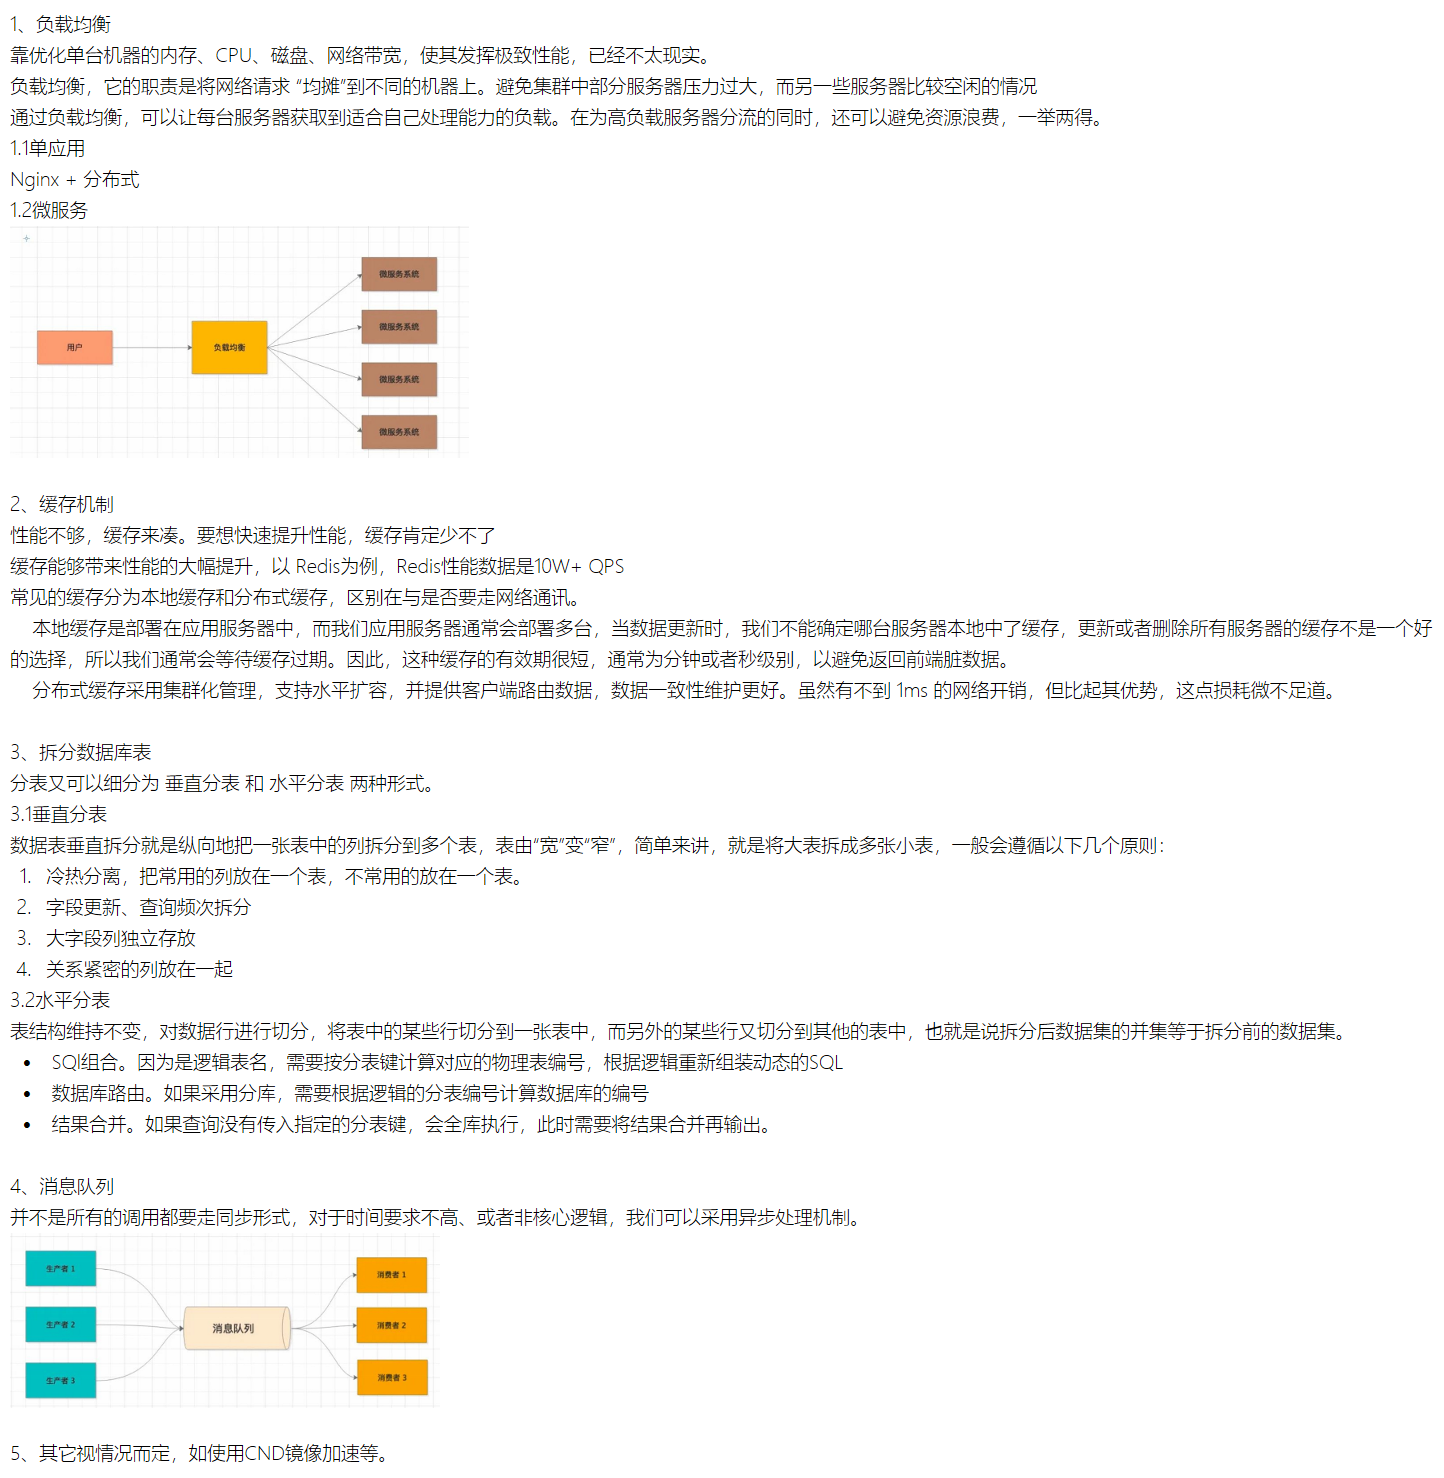 1、负载均衡
靠优化单台机器的内存、CPU、磁盘、网络带宽，使其发挥极致性能，已经不太现实。
负载均衡，它的职责是将网络请求 “均摊”到不同的机器上。避免集群中部分服务器压力过大，而另一些服务器比较空闲的情况
通过负载均衡，可以让每台服务器获取到适合自己处理能力的负载。在为高负载服务器分流的同时，还可以避免资源浪费，一举两得。
1.1单应用
Nginx + 分布式
1.2微服务
用户
负载均衡
微服务系统
微服务系统
微服务系统
微服务系统
2、缓存机制
性能不够，缓存来凑。要想快速提升性能，缓存肯定少不了
缓存能够带来性能的大幅提升，以 Redis为例，Redis性能数据是10W+ QPS
常见的缓存分为本地缓存和分布式缓存，区别在与是否要走网络通讯。
本地缓存是部署在应用服务器中，而我们应用服务器通常会部署多台，当数据更新时，我们不能确定哪台服务器本地中了缓存，更新或者删除所有服务器的缓存不是一个好
的选择，所以我们通常会等待缓存过期。因此，这种缓存的有效期很短，通常为分钟或者秒级别，以避免返回前端脏数据。
分布式缓存采用集群化管理，支持水平扩容，并提供客户端路由数据，数据一致性维护更好。虽然有不到 1ms 的网络开销，但比起其优势，这点损耗微不足道。
3、拆分数据库表
分表又可以细分为 垂直分表 和 水平分表 两种形式。
3.1垂直分表
数据表垂直拆分就是纵向地把一张表中的列拆分到多个表，表由“宽”变“窄”，简单来讲，就是将大表拆成多张小表，一般会遵循以下几个原则：
1. 冷热分离，把常用的列放在一个表，不常用的放在一个表。
2. 字段更新、查询频次拆分
3. 大字段列独立存放
4. 关系紧密的列放在一起
3.2水平分表
表结构维持不变，对数据行进行切分，将表中的某些行切分到一张表中，而另外的某些行又切分到其他的表中，也就是说拆分后数据集的并集等于拆分前的数据集。
• SQl组合。因为是逻辑表名，需要按分表键计算对应的物理表编号，根据逻辑重新组装动态的SQL
• 数据库路由。如果采用分库，需要根据逻辑的分表编号计算数据库的编号
• 结果合并。如果查询没有传入指定的分表键，会全库执行，此时需要将结果合并再输出。
4、消息队列
并不是所有的调用都要走同步形式，对于时间要求不高、或者非核心逻辑，我们可以采用异步处理机制。
生产者 1
生产者 2
生产者 3
消息队列
消费者 1
消费者 2
消费者 3
5、其它视情况而定，如使用CND镜像加速等。